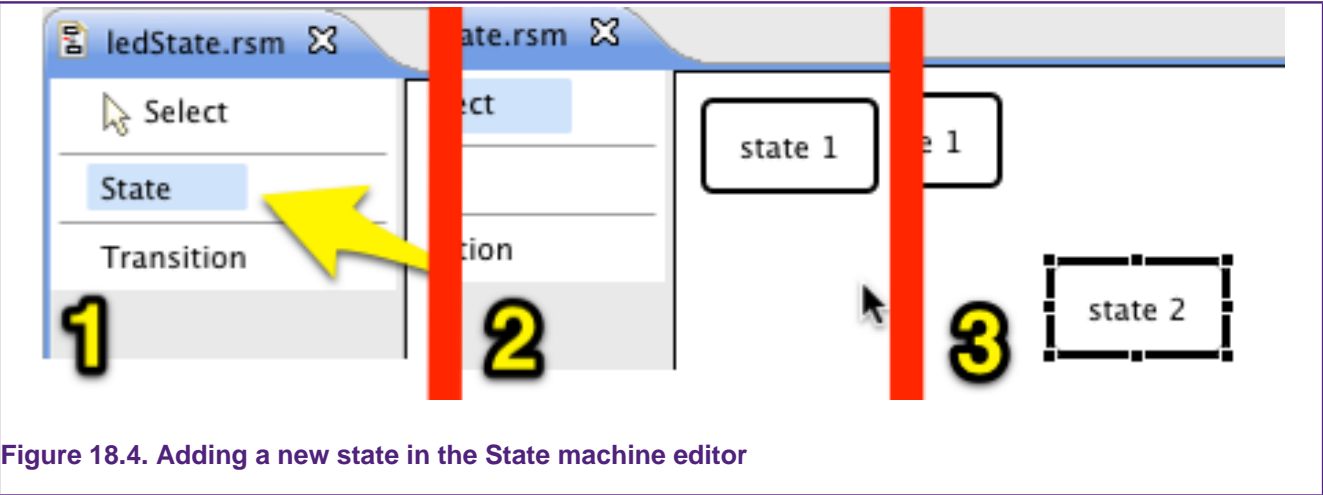 ledState.rsm
Select
State
Transition
1
ate.rsm
ect
tion
state 1
2
e 1
state 2
3
Figure 18.4. Adding a new state in the State machine editor